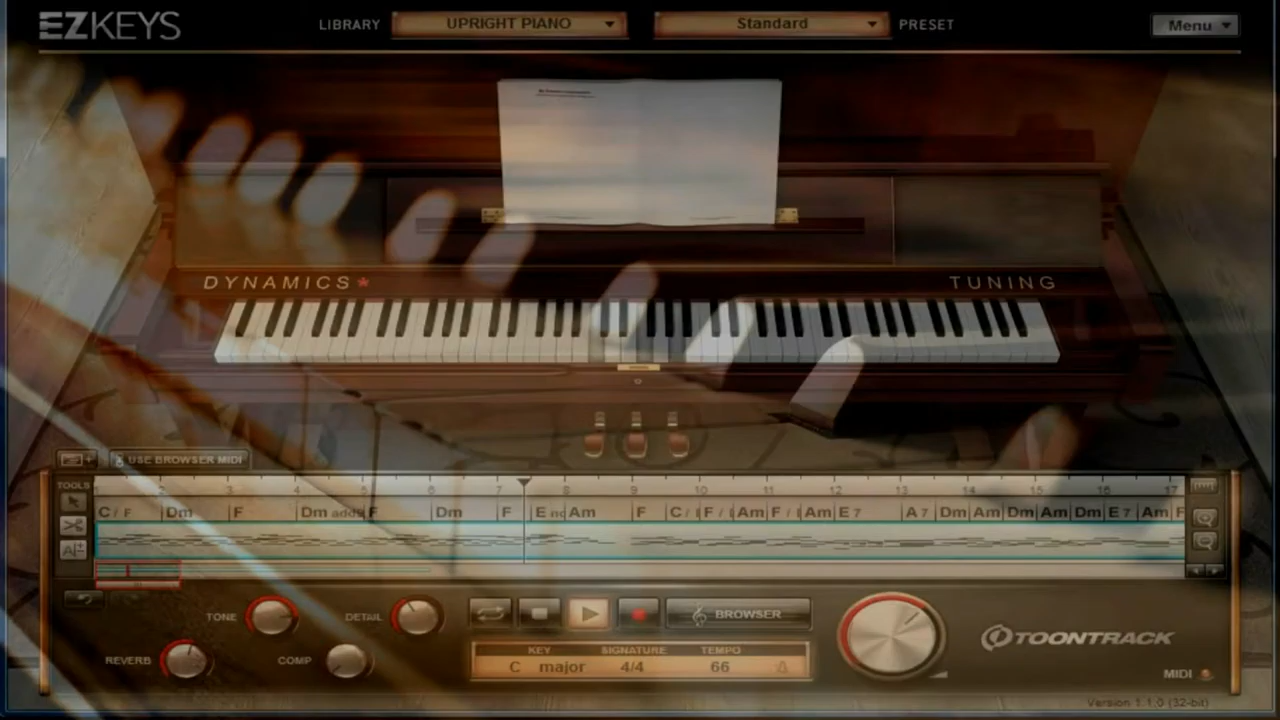 EZKEYS LIBRARY UPRIGHT PIANO Standard PRESET Menu
DYNAMICS* TUNING
USE BROWSER MIDI
TOOLS
2 3 4 5 6 7 8 9 10 11 12 13 14 15 16 17
C / F Dm F Dm add9 F Dm F E Am F C / F / Am F / Am E 7 A 7 Dm Am Dm Am Dm E 7 Am F
TONE DETAIL BROWSER
REVERB COMP
KEY SIGNATURE TEMPO
C major 4/4 66
TOONTRACK
MIDI
Version 1.1.0 (32-bit)